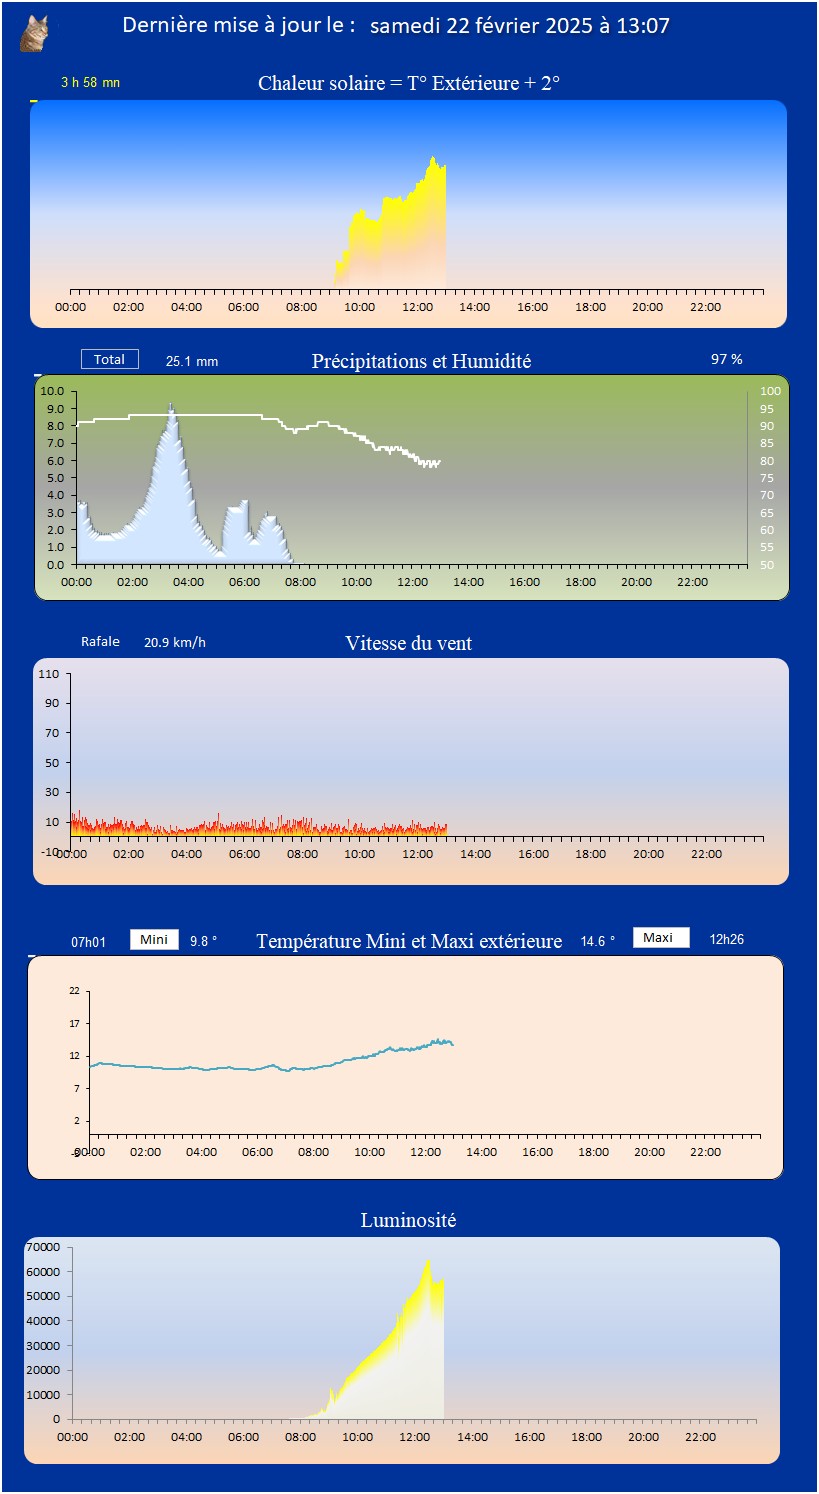 Dernière mise à jour le : samedi 22 février 2025 à 13:07
3 h 58 mn Chaleur solaire = T° Extérieure + 2°
00:00 02:00 04:00 06:00 08:00 10:00 12:00 14:00 16:00 18:00 20:00 22:00
Total 25.1 mm Précipitations et Humidité 97 %
10.0 100
9.0 95
8.0 90
7.0 85
6.0 80
5.0 75
4.0 70
3.0 65
2.0 60
1.0 55
0.0 50
00:00 02:00 04:00 06:00 08:00 10:00 12:00 14:00 16:00 18:00 20:00 22:00
Rafale 20.9 km/h Vitesse du vent
110
90
70
50
30
10
-10
00:00 02:00 04:00 06:00 08:00 10:00 12:00 14:00 16:00 18:00 20:00 22:00
07h01 Mini 9.8 ° Température Mini et Maxi extérieure 14.6 ° Maxi 12h26
22
17
12
7
2
00:00 02:00 04:00 06:00 08:00 10:00 12:00 14:00 16:00 18:00 20:00 22:00
Luminosité
70000
60000
50000
40000
30000
20000
10000
0
00:00 02:00 04:00 06:00 08:00 10:00 12:00 14:00 16:00 18:00 20:00 22:00